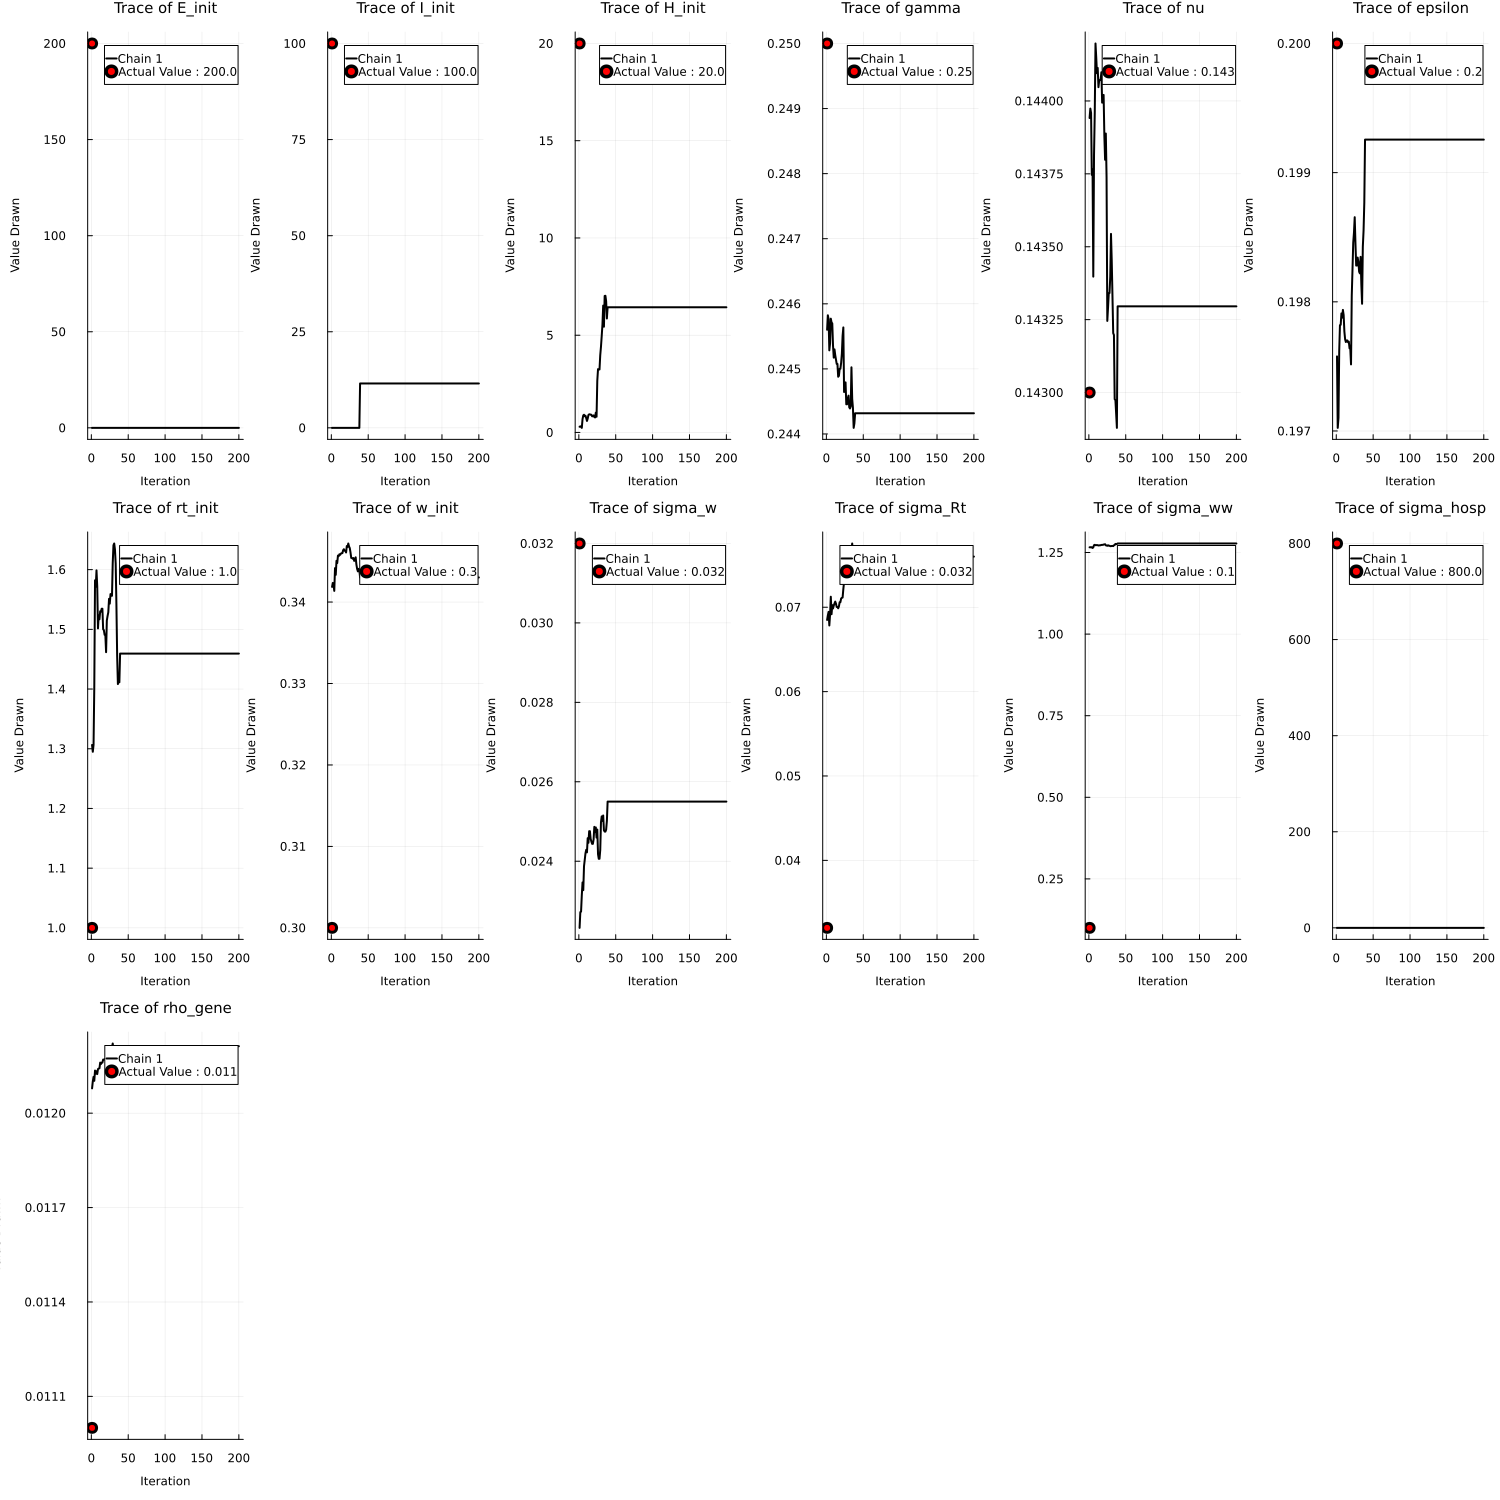 Trace of E_init
200
150
100
50
0
Chain 1
Actual Value : 200.0
0 50 100 150 200
Iteration
Value Drawn
Trace of I_init
100
75
50
25
0
Chain 1
Actual Value : 100.0
0 50 100 150 200
Iteration
Value Drawn
Trace of H_init
20
15
10
5
0
Chain 1
Actual Value : 20.0
0 50 100 150 200
Iteration
Value Drawn
Trace of gamma
0.250
0.249
0.248
0.247
0.246
0.245
0.244
Chain 1
Actual Value : 0.25
0 50 100 150 200
Iteration
Value Drawn
Trace of nu
0.14400
0.14375
0.14350
0.14325
0.14300
Chain 1
Actual Value : 0.143
0 50 100 150 200
Iteration
Value Drawn
Trace of epsilon
0.200
0.199
0.198
0.197
Chain 1
Actual Value : 0.2
0 50 100 150 200
Iteration
Value Drawn
Trace of rt_init
1.6
1.5
1.4
1.3
1.2
1.1
1.0
Chain 1
Actual Value : 1.0
0 50 100 150 200
Iteration
Value Drawn
Trace of w_init
0.34
0.33
0.32
0.31
0.30
Chain 1
Actual Value : 0.3
0 50 100 150 200
Iteration
Value Drawn
Trace of sigma_w
0.032
0.030
0.028
0.026
0.024
Chain 1
Actual Value : 0.032
0 50 100 150 200
Iteration
Value Drawn
Trace of sigma_Rt
0.07
0.06
0.05
0.04
Chain 1
Actual Value : 0.032
0 50 100 150 200
Iteration
Value Drawn
Trace of sigma_ww
1.25
1.00
0.75
0.50
0.25
Chain 1
Actual Value : 0.1
0 50 100 150 200
Iteration
Value Drawn
Trace of sigma_hosp
800
600
400
200
0
Chain 1
Actual Value : 800.0
0 50 100 150 200
Iteration
Value Drawn
Trace of rho_gene
0.0120
0.0117
0.0114
0.0111
Chain 1
Actual Value : 0.011
0 50 100 150 200
Iteration